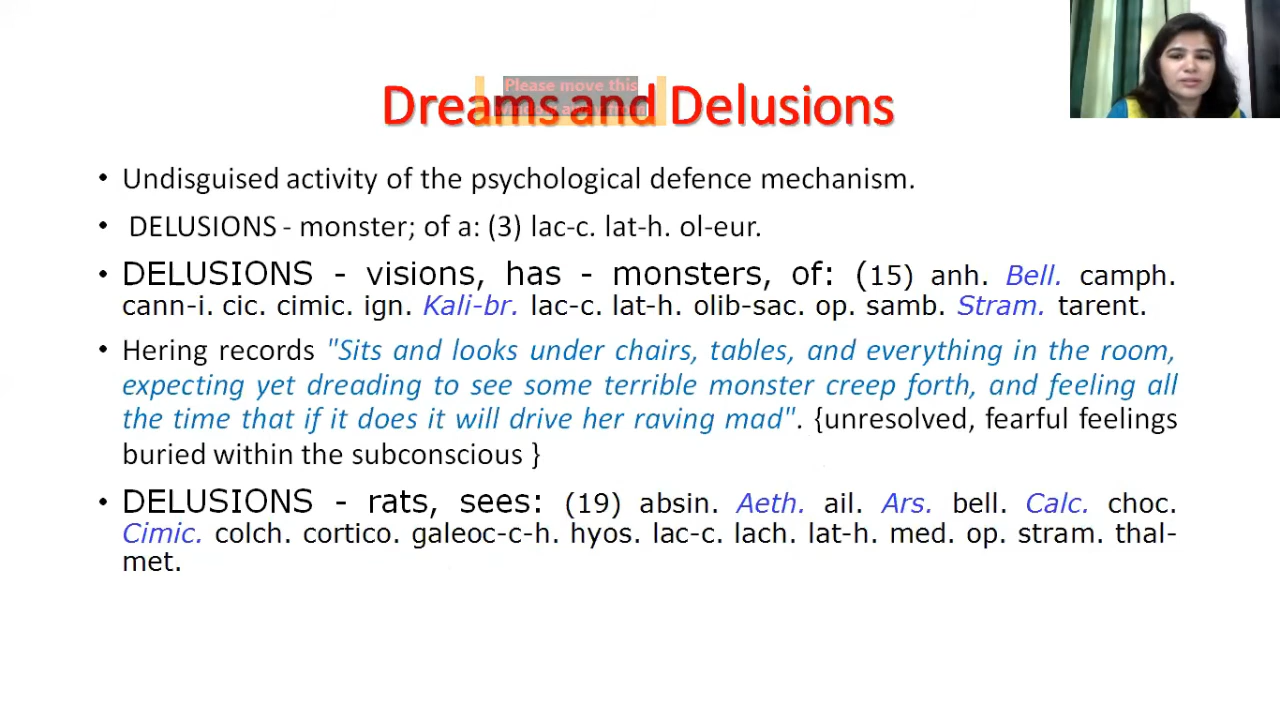 Please move this
Dreams and Delusions
• Undisguised activity of the psychological defence mechanism.
• DELUSIONS - monster; of a: (3) lac-c. lat-h. ol-eur.
• DELUSIONS - visions, has - monsters, of: (15) anh. Bell. camph.
cann-i. cic. cimic. ign. Kali-br. lac-c. lat-h. olib-sac. op. samb. Stram. tarent.
• Hering records "Sits and looks under chairs, tables, and everything in the room,
expecting yet dreading to see some terrible monster creep forth, and feeling all
the time that if it does it will drive her raving mad". {unresolved, fearful feelings
buried within the subconscious }
• DELUSIONS - rats, sees: (19) absin. Aeth. ail. Ars. bell. Calc. choc.
Cimic. colch. cortico. galeoc-c-h. hyos. lac-c. lach. lat-h. med. op. stram. thal-
met.